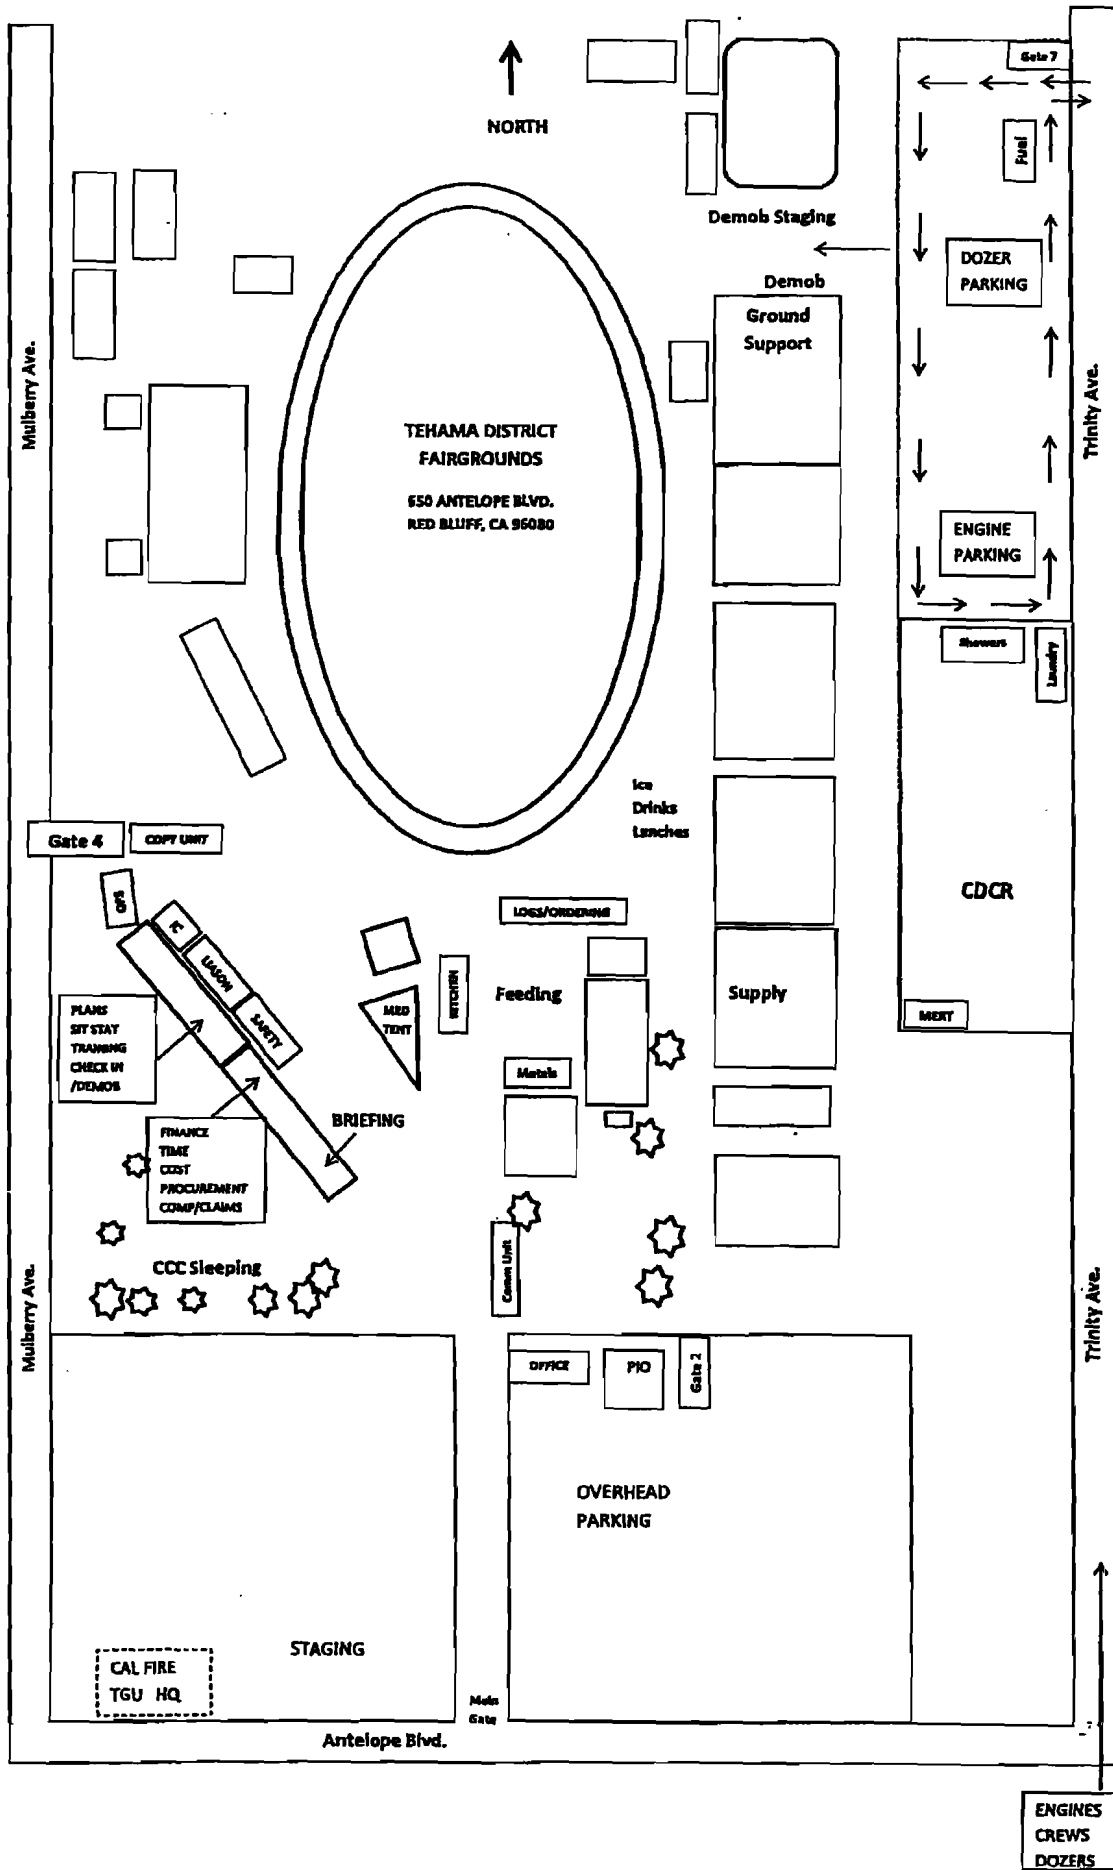 Gate 7
NORTH
Fuel
Demob Staging
DOZER
PARKING
Demob
Ground
Support
Mulberry Ave.
Trinity Ave.
TEHAMA DISTRICT
FAIRGROUNDS
650 ANTELOPE BLVD.
RED BLUFF, CA 96080
ENGINE
PARKING
Showers
Laundry
Ice
Drinks
Lunches
Gate 4
COPT UNIT
CDCR
OPS
IC
LIASON
SAFETY
LOGS/ORDERING
KITCHEN
Feeding
Supply
MED
TENT
MERT
PLANS
SIT STAT
TRAINING
CHECK IN
/DEMOB
Motels
BRIEFING
FINANCE
TIME
COST
PROCUREMENT
COMP/CLAIMS
CCC Sleeping
Comm Unit
Mulberry Ave.
Trinity Ave.
OFFICE
PIO
Gate 2
OVERHEAD
PARKING
STAGING
CAL FIRE
TGU HQ
Main
Gate
Antelope Blvd.
ENGINES
CREWS
DOZERS